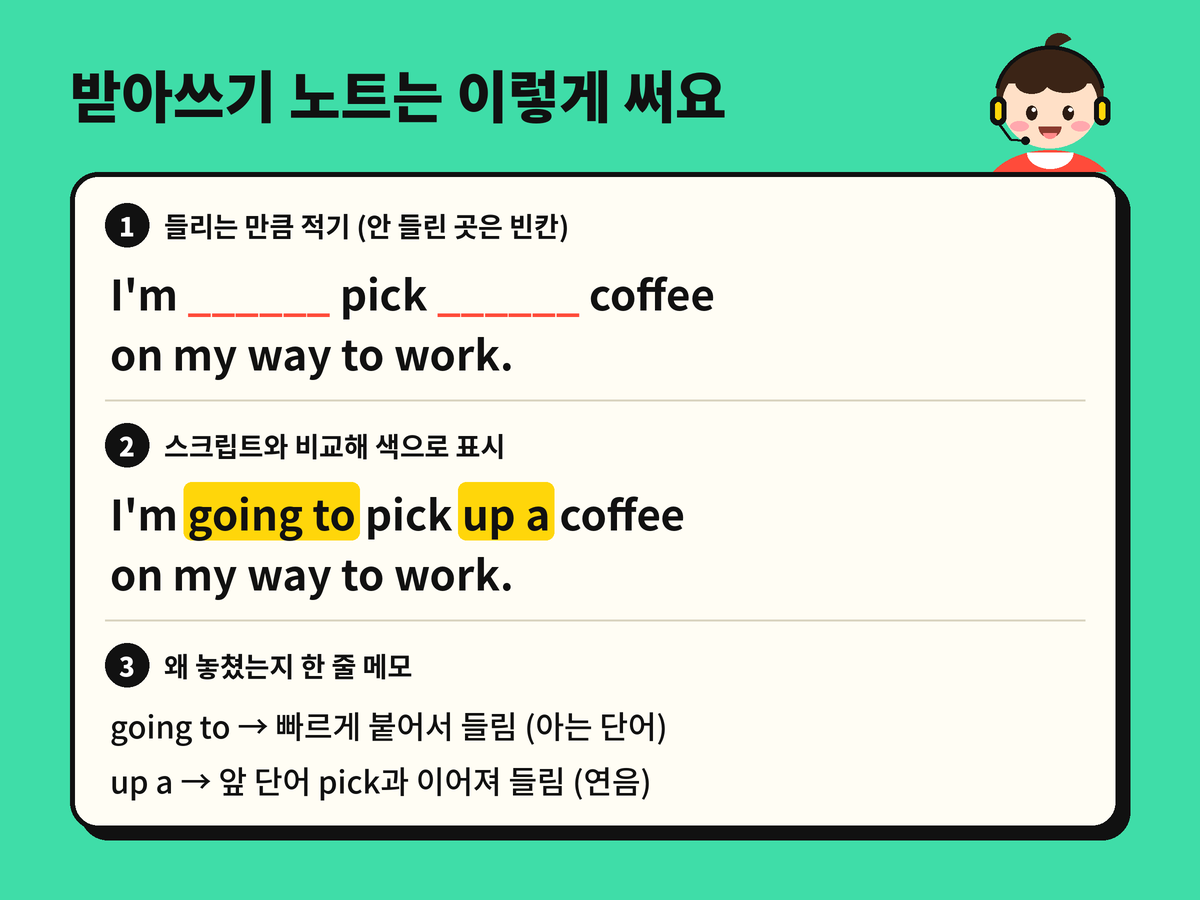 받아쓰기 노트는 이렇게 써요
1 들리는 만큼 적기 (안 들린 곳은 빈칸)
I'm ______ pick ______ coffee
on my way to work.
2 스크립트와 비교해 색으로 표시
I'm going to pick up a coffee
on my way to work.
3 왜 놓쳤는지 한 줄 메모
going to → 빠르게 붙어서 들림 (아는 단어)
up a → 앞 단어 pick과 이어져 들림 (연음)